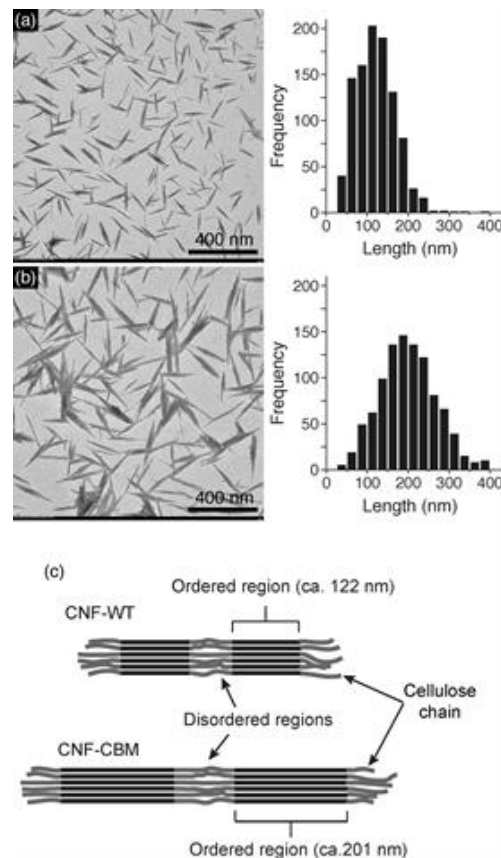 (a)
400 nm
Frequency
200
150
100
50
0
0 100 200 300 400
Length (nm)
(b)
400 nm
Frequency
200
150
100
50
0
0 100 200 300 400
Length (nm)
(c)
Ordered region (ca. 122 nm)
CNF-WT
Cellulose
chain
Disordered regions
CNF-CBM
Ordered region (ca.201 nm)